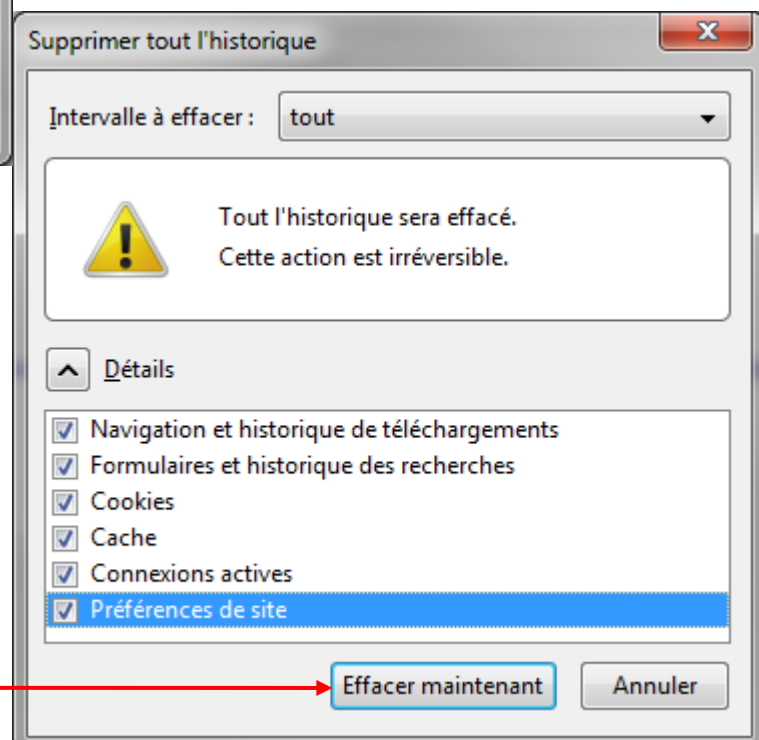 Supprimer tout l'historique
Intervalle à effacer : tout
Tout l'historique sera effacé.
Cette action est irréversible.
Détails
Navigation et historique de téléchargements
Formulaires et historique des recherches
Cookies
Cache
Connexions actives
Préférences de site
Effacer maintenant Annuler